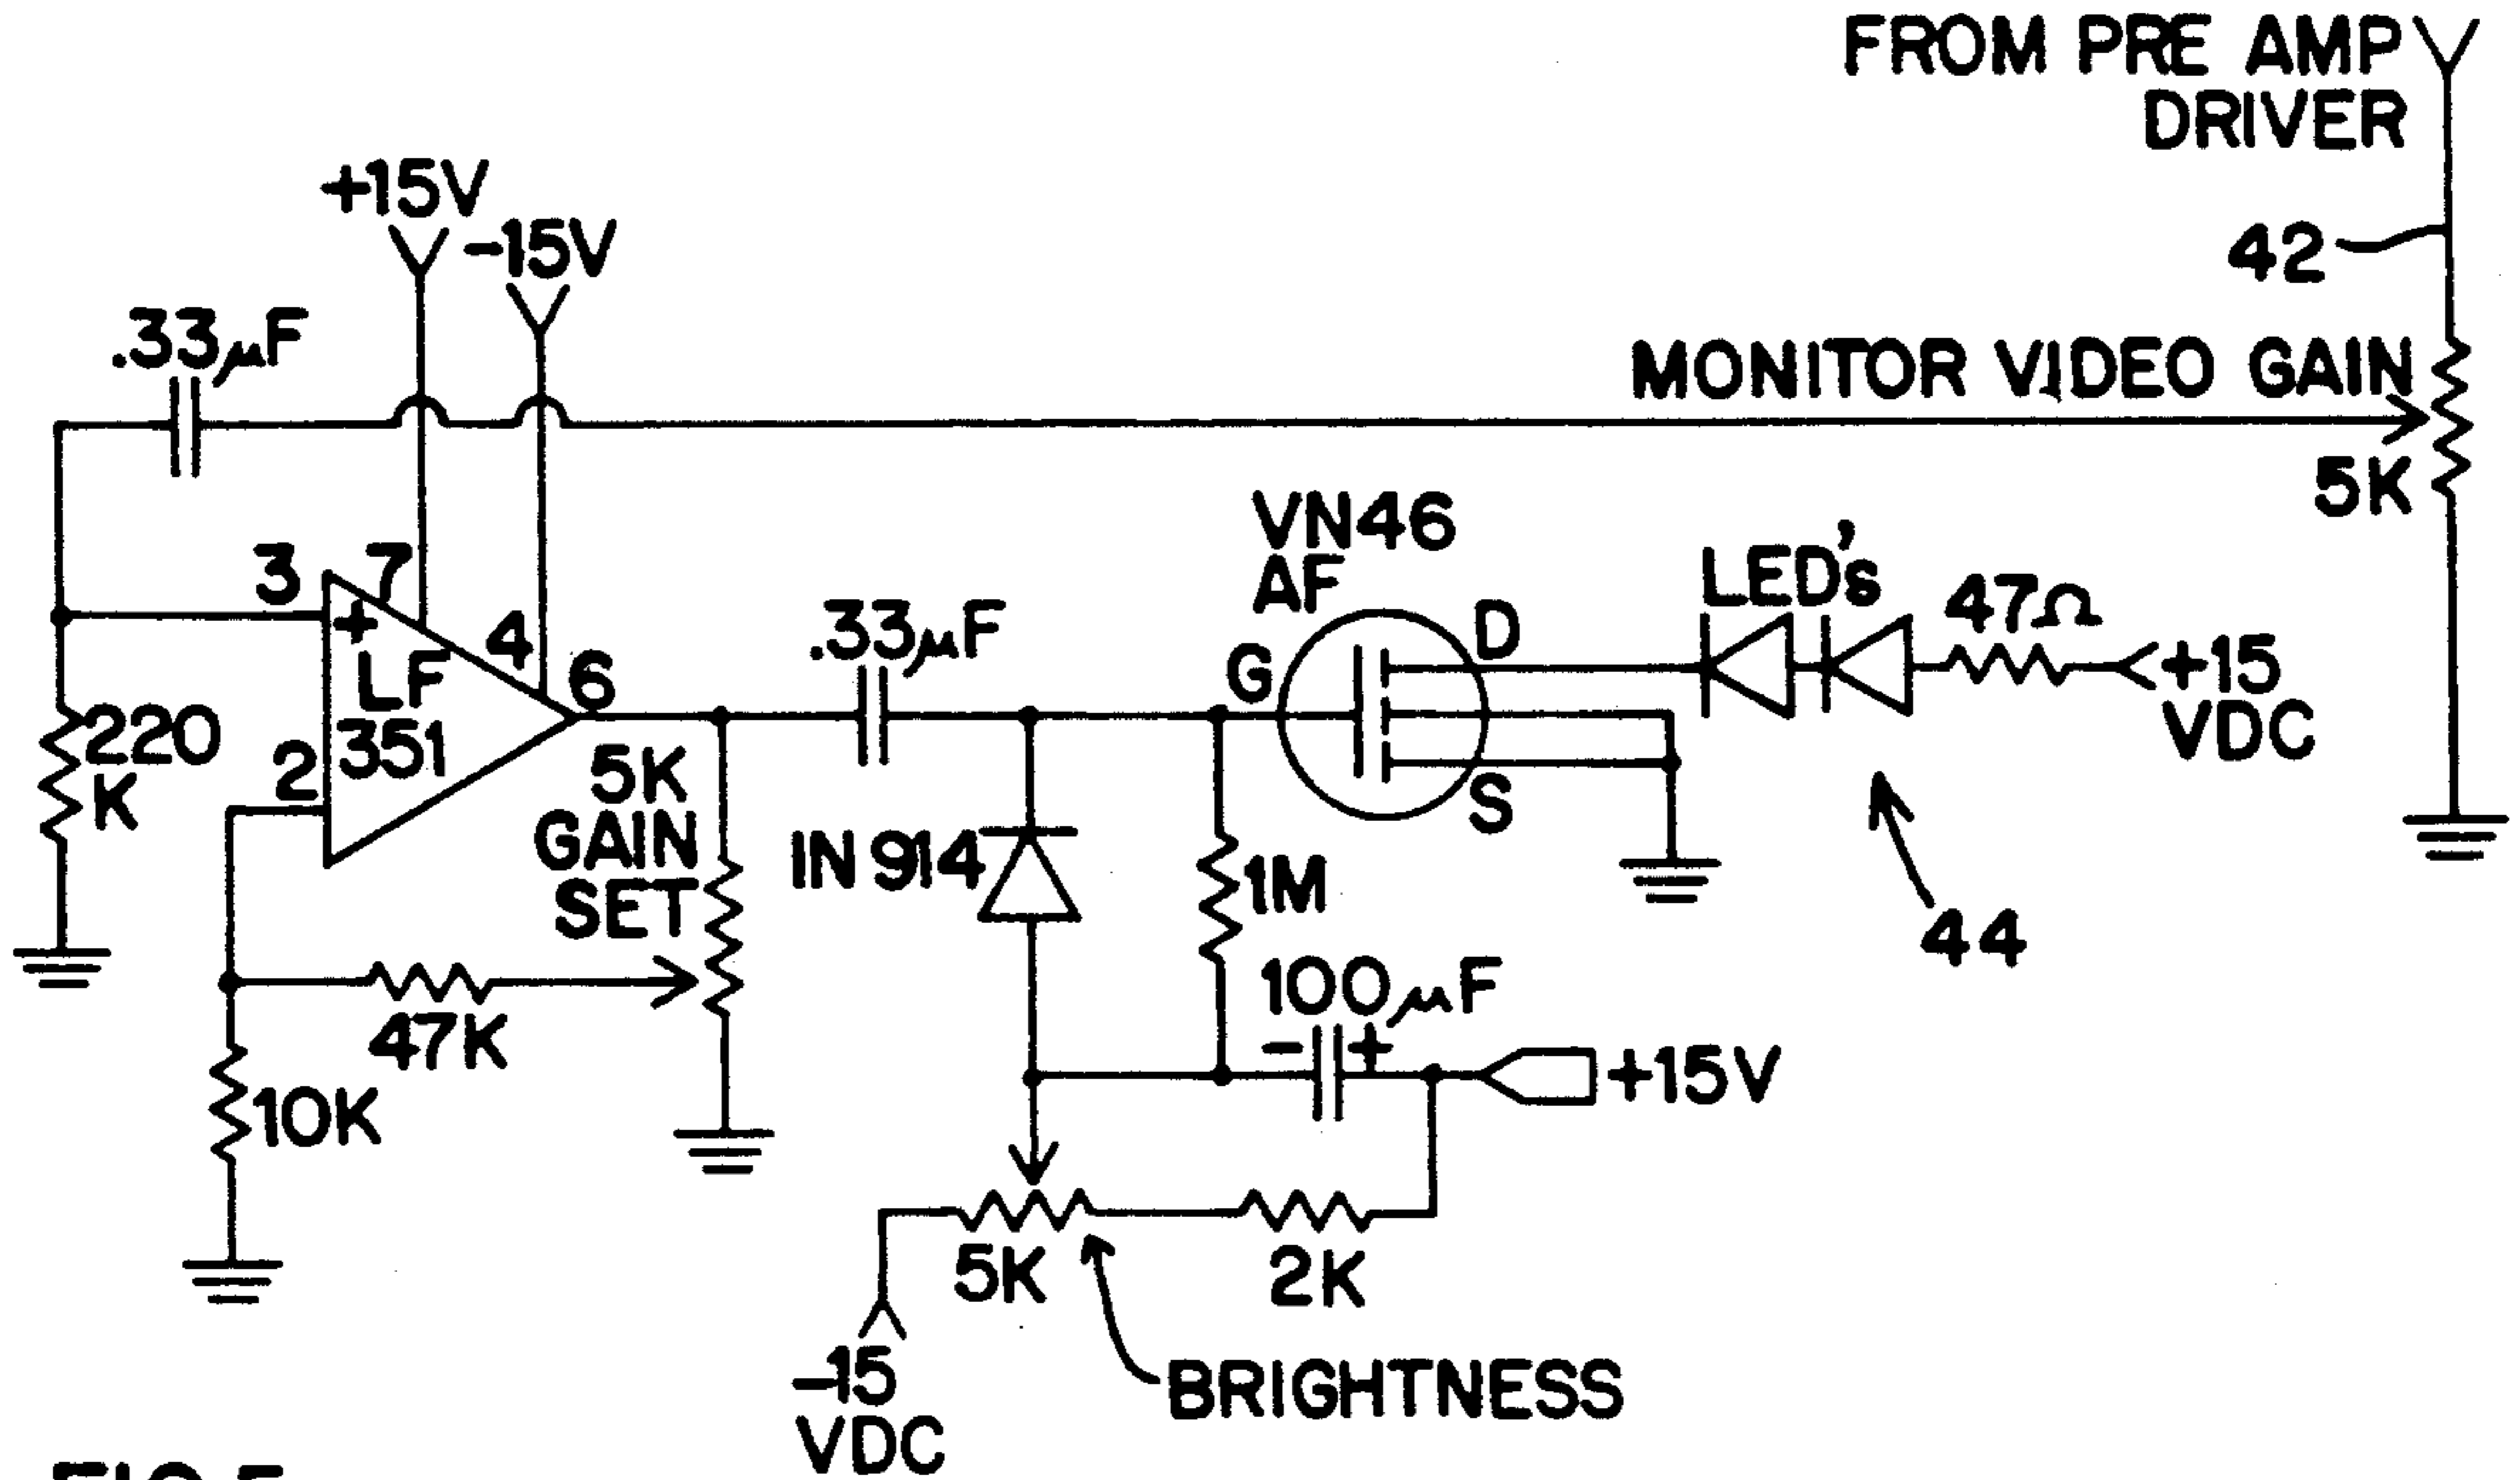 FROM PRE AMP
DRIVER
+15V
-15V
42
.33μF
MONITOR VIDEO GAIN
5K
VN46
AF
3
7
+
4
LF
351
6
2
.33μF
G
D
S
LED's
47Ω
+15
VDC
220
K
5K
GAIN
SET
IN 914
1M
44
100μF
-
+
+15V
47K
10K
5K
2K
-15
VDC
BRIGHTNESS